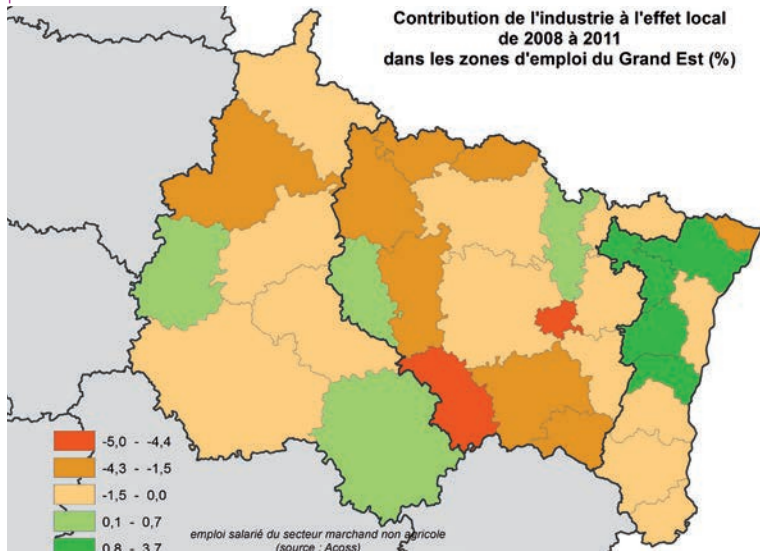 Contribution de l'industrie à l'effet local
de 2008 à 2011
dans les zones d'emploi du Grand Est (%)
-5,0 - -4,4
-4,3 - -1,5
-1,5 - 0,0
0,1 - 0,7
0,8 - 3,7
emploi salarié du secteur marchand non agricole
(source : Acoss)